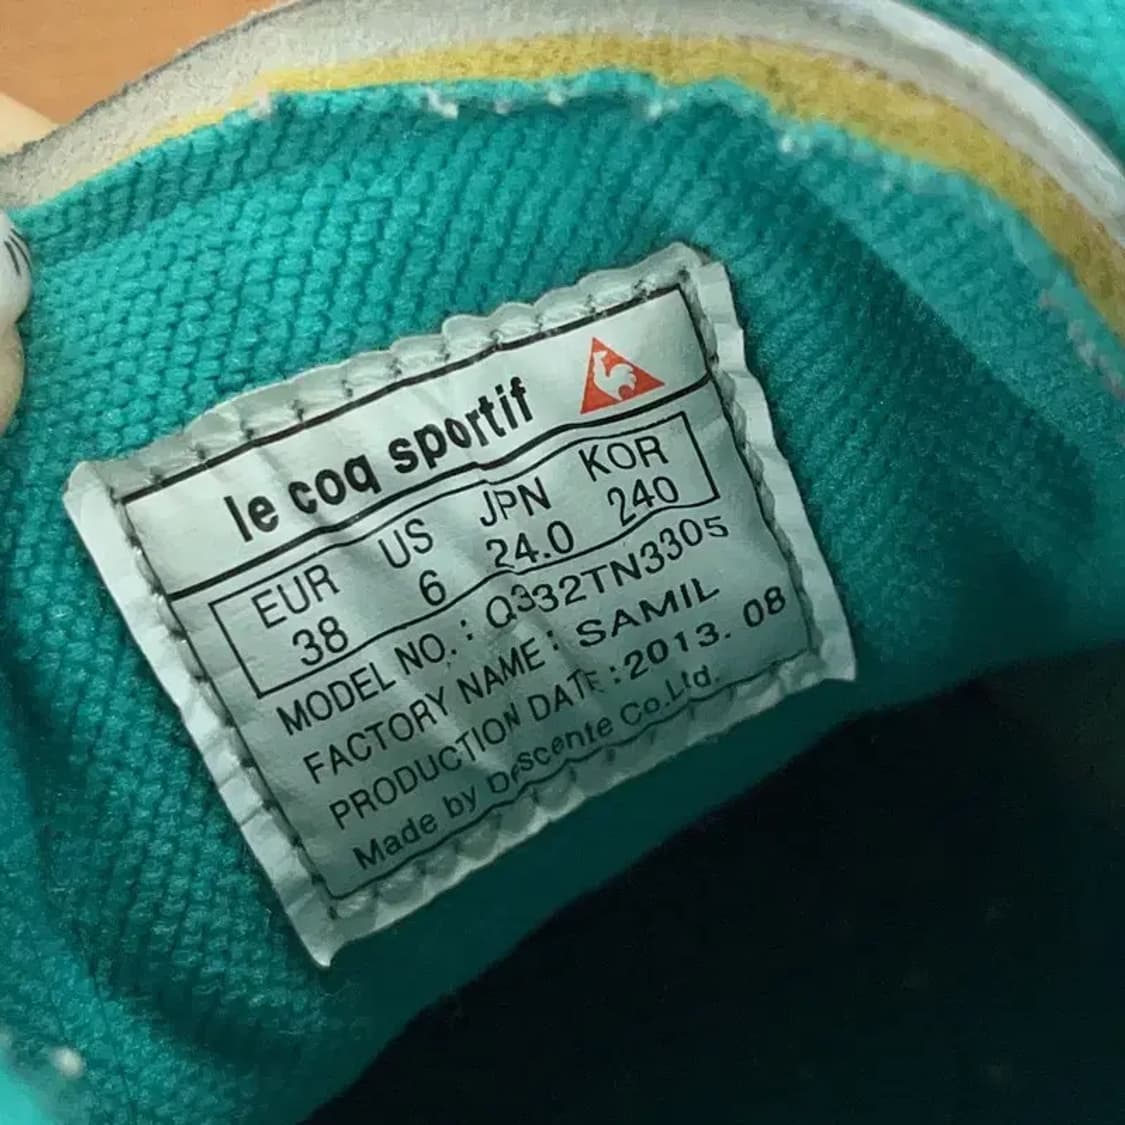 le coq sportif
EUR US JPN KOR
38 6 24.0 240
MODEL NO.: Q332TN3305
FACTORY NAME: SAMIL
PRODUCTION DATE:2013. 08
Made by Descente Co.Ltd.